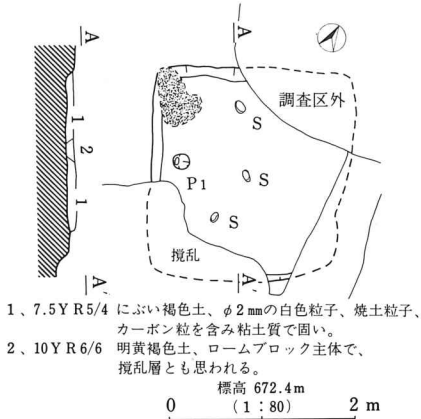 A
A
調査区外
1
2
1
S
P1
S
S
撹乱
A'
A'
1、7.5YR5/4 にぶい褐色土、φ2㎜の白色粒子、焼土粒子、
カーボン粒を含み粘土質で固い。
2、10YR6/6 明黄褐色土、ロームブロック主体で、
撹乱層とも思われる。
標高 672.4m
0 (1:80) 2m